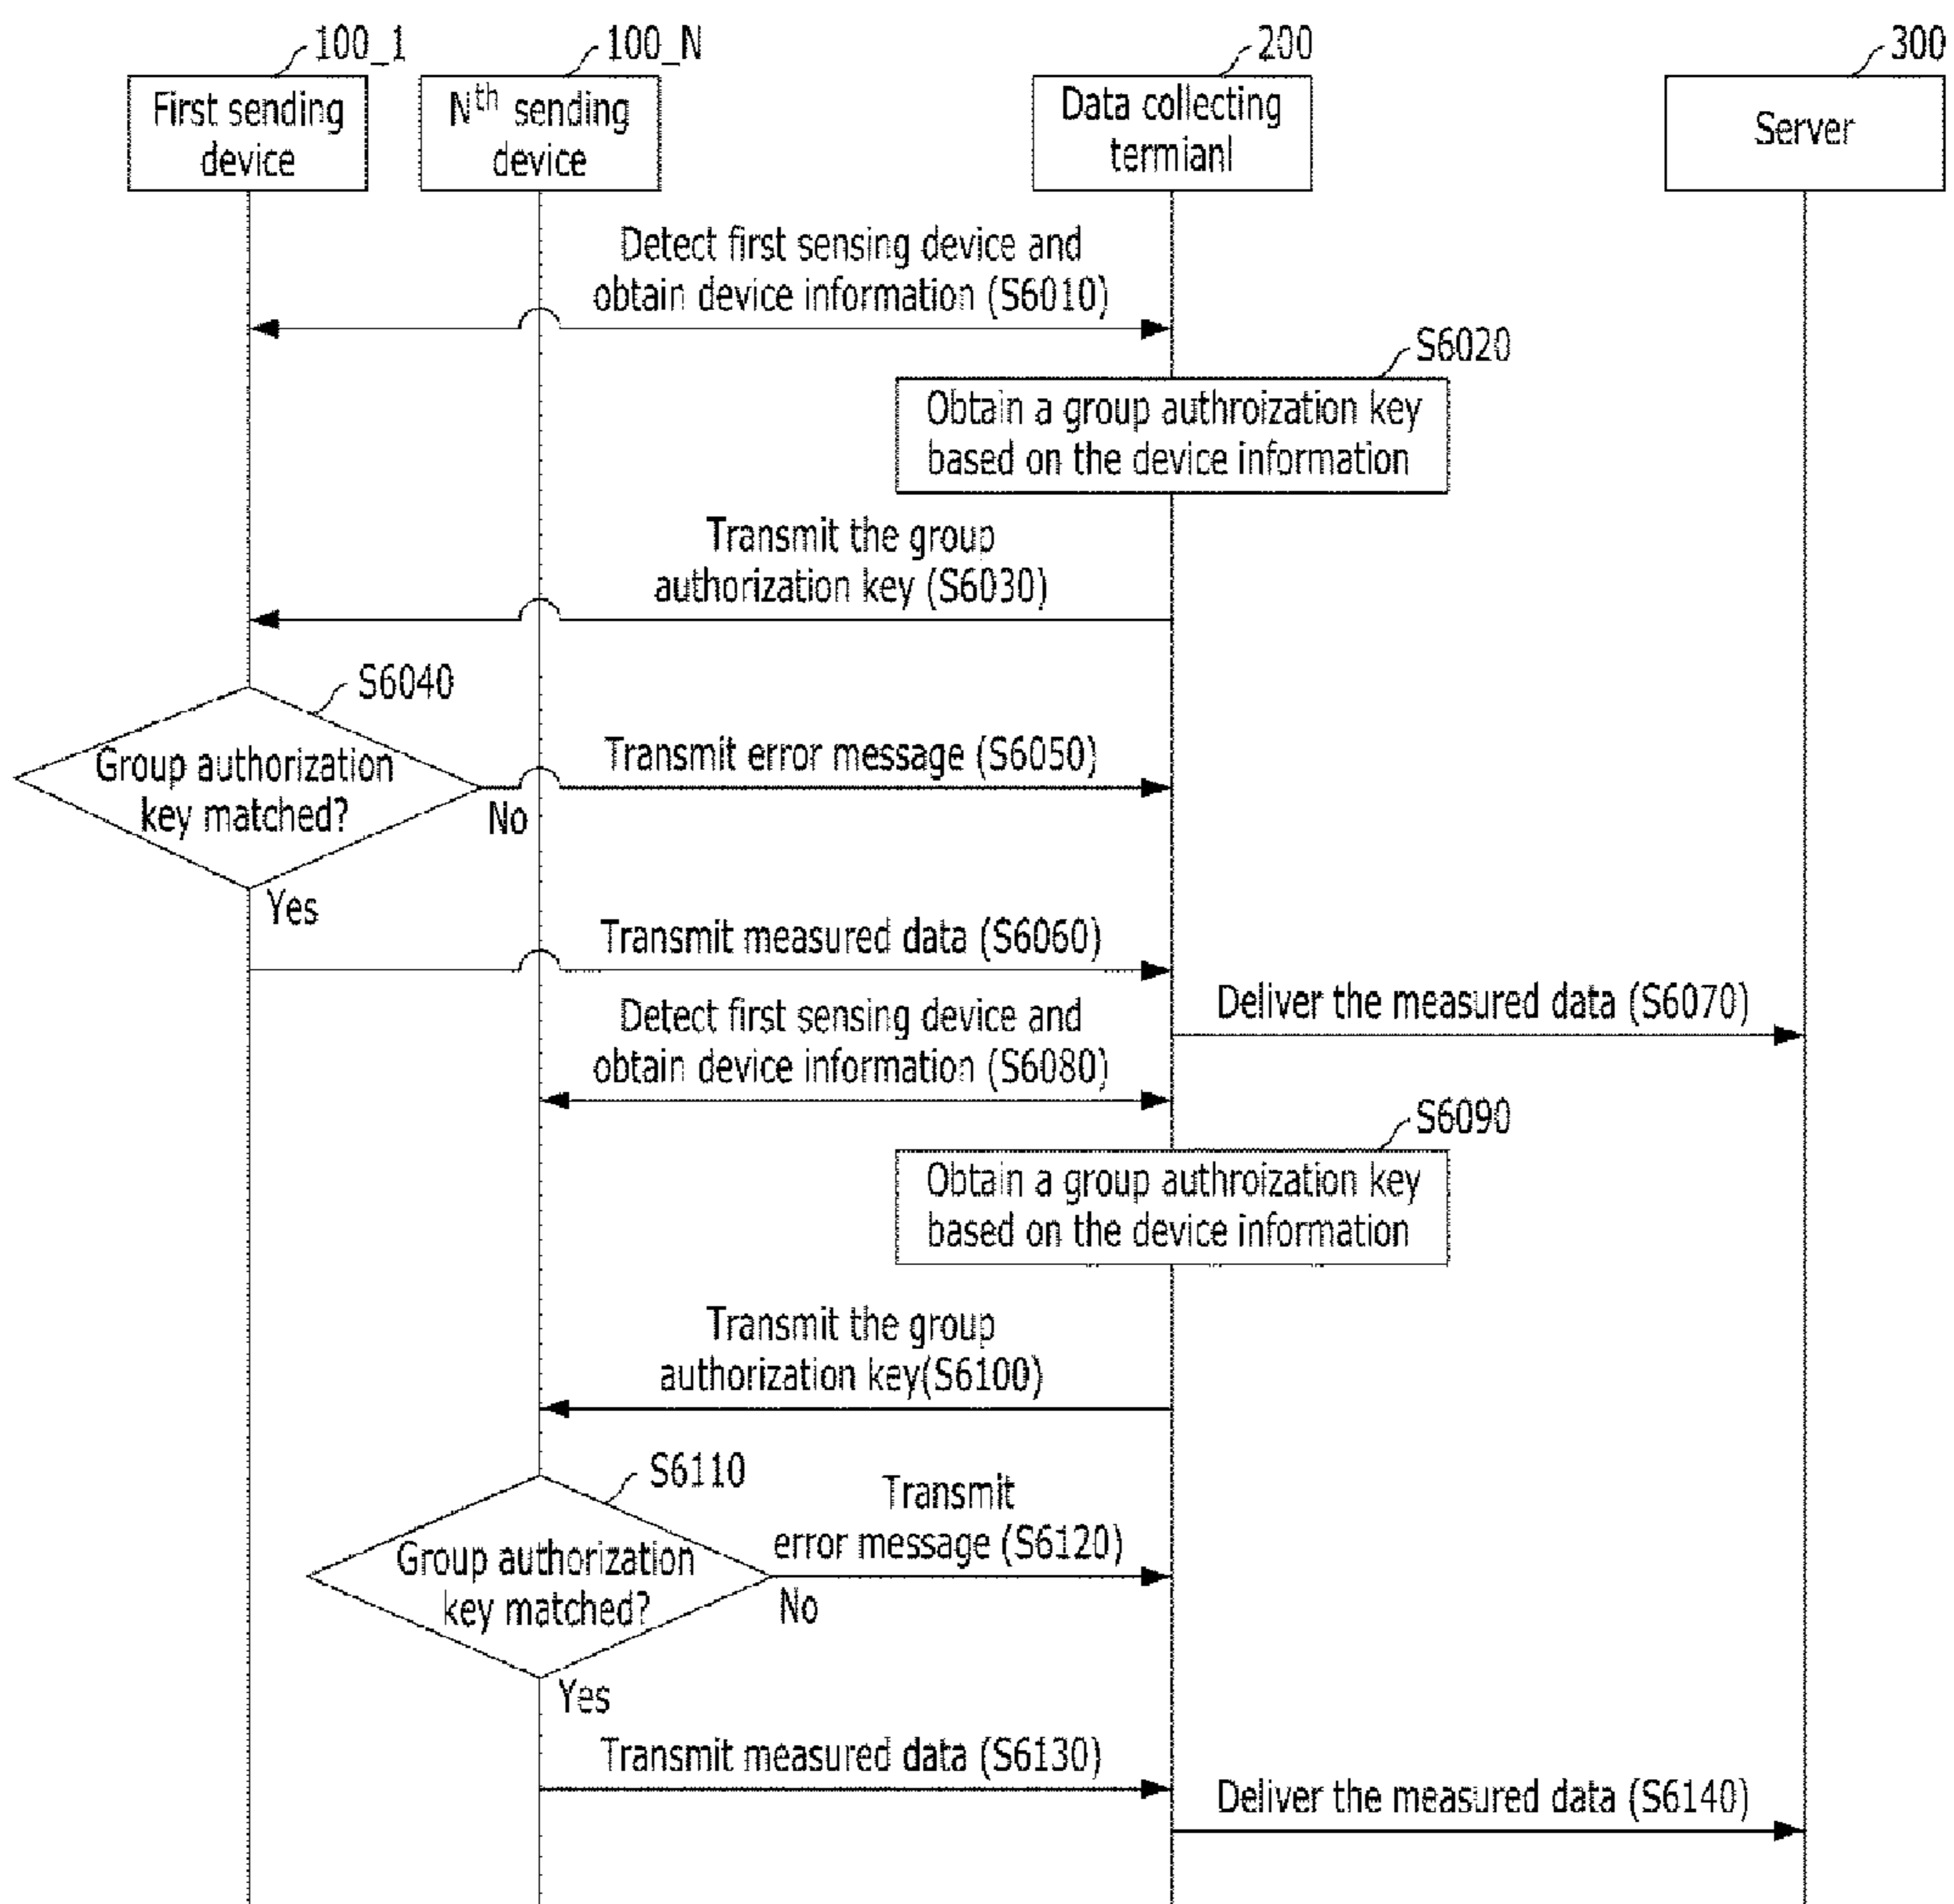 100_1
100_N
200
300
First sending
device
Nth sending
device
Data collecting
termianl
Server
Detect first sensing device and
obtain device information (S6010)
S6020
Obtain a group authroization key
based on the device information
Transmit the group
authorization key (S6030)
S6040
Group authorization
key matched?
Transmit error message (S6050)
No
Yes
Transmit measured data (S6060)
Deliver the measured data (S6070)
Detect first sensing device and
obtain device information (S6080)
S6090
Obtain a group authroization key
based on the device information
Transmit the group
authorization key(S6100)
S6110
Group authorization
key matched?
Transmit
error message (S6120)
No
Yes
Transmit measured data (S6130)
Deliver the measured data (S6140)